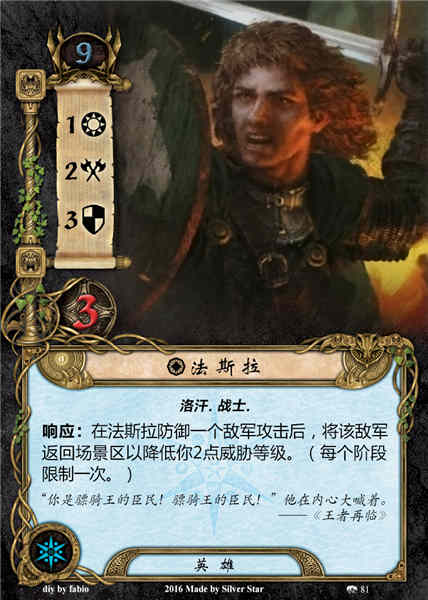 9
1
2
3
3
法斯拉
洛汗. 战士.
响应：在法斯拉防御一个敌军攻击后，将该敌军
返回场景区以降低你2点威胁等级。（每个阶段
限制一次。）
“你是骠骑王的臣民！骠骑王的臣民！”他在内心大喊着。
——《王者再临》
英雄
diy by fabio
2016 Made by Silver Star
81